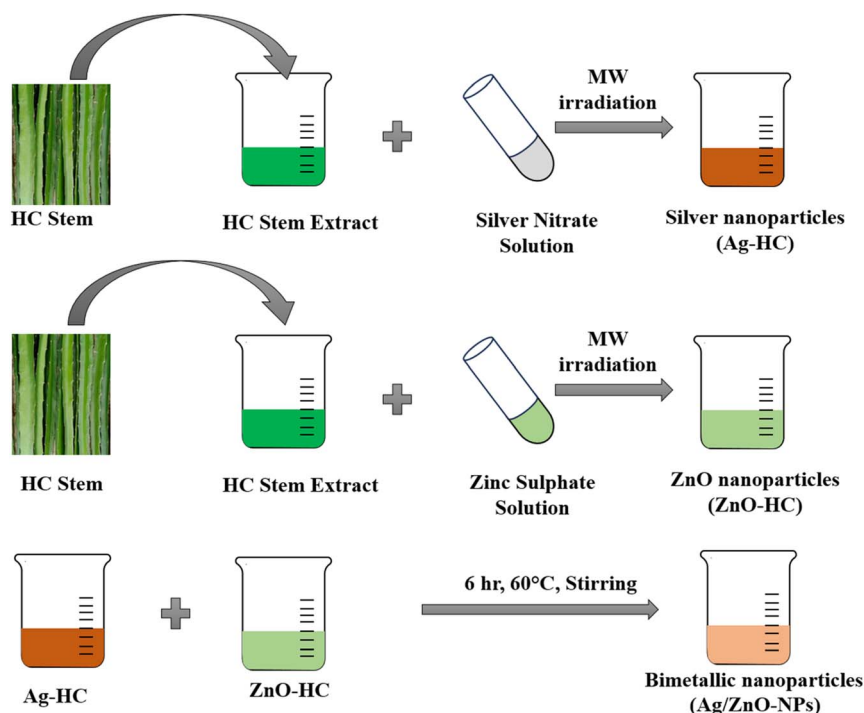 MW
irradiation
HC Stem
HC Stem Extract
Silver Nitrate
Solution
Silver nanoparticles
(Ag-HC)
MW
irradiation
HC Stem
HC Stem Extract
Zinc Sulphate
Solution
ZnO nanoparticles
(ZnO-HC)
6 hr, 60°C, Stirring
Ag-HC
ZnO-HC
Bimetallic nanoparticles
(Ag/ZnO-NPs)